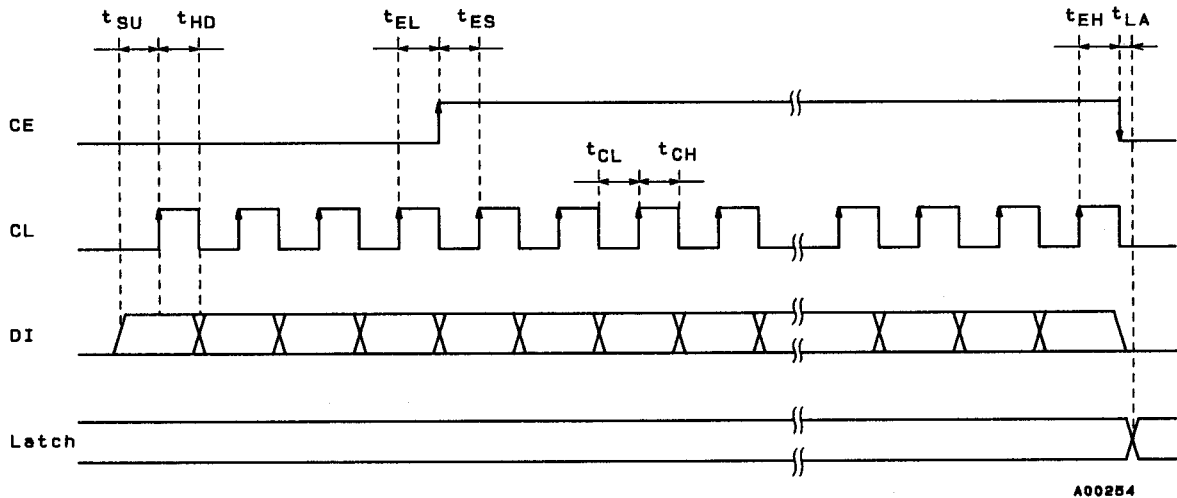 tSU tHD tEL tES tEH tLA
CE
tCL tCH
CL
DI
Latch
A00254